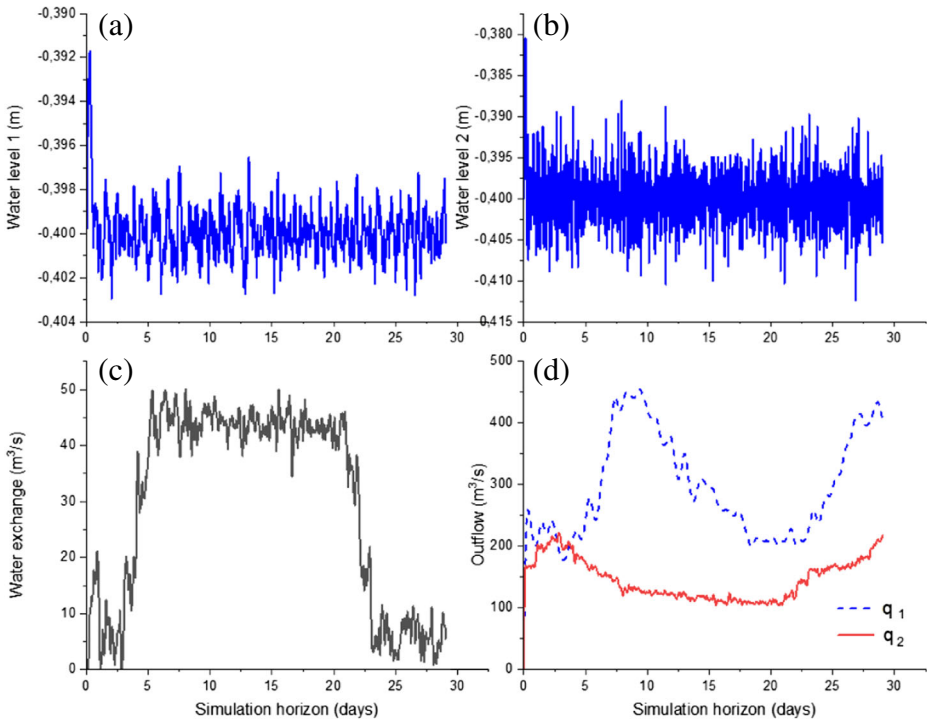 (a)
-0,390
-0,392
-0,394
-0,396
-0,398
-0,400
-0,402
-0,404
Water level 1 (m)
0 5 10 15 20 25 30
(b)
-0,380
-0,385
-0,390
-0,395
-0,400
-0,405
-0,410
-0,415
Water level 2 (m)
0 5 10 15 20 25 30
(c)
50
40
30
20
10
0
Water exchange (m³/s)
0 5 10 15 20 25 30
Simulation horizon (days)
(d)
500
400
300
200
100
0
Outflow (m³/s)
q 1
q 2
0 5 10 15 20 25 30
Simulation horizon (days)